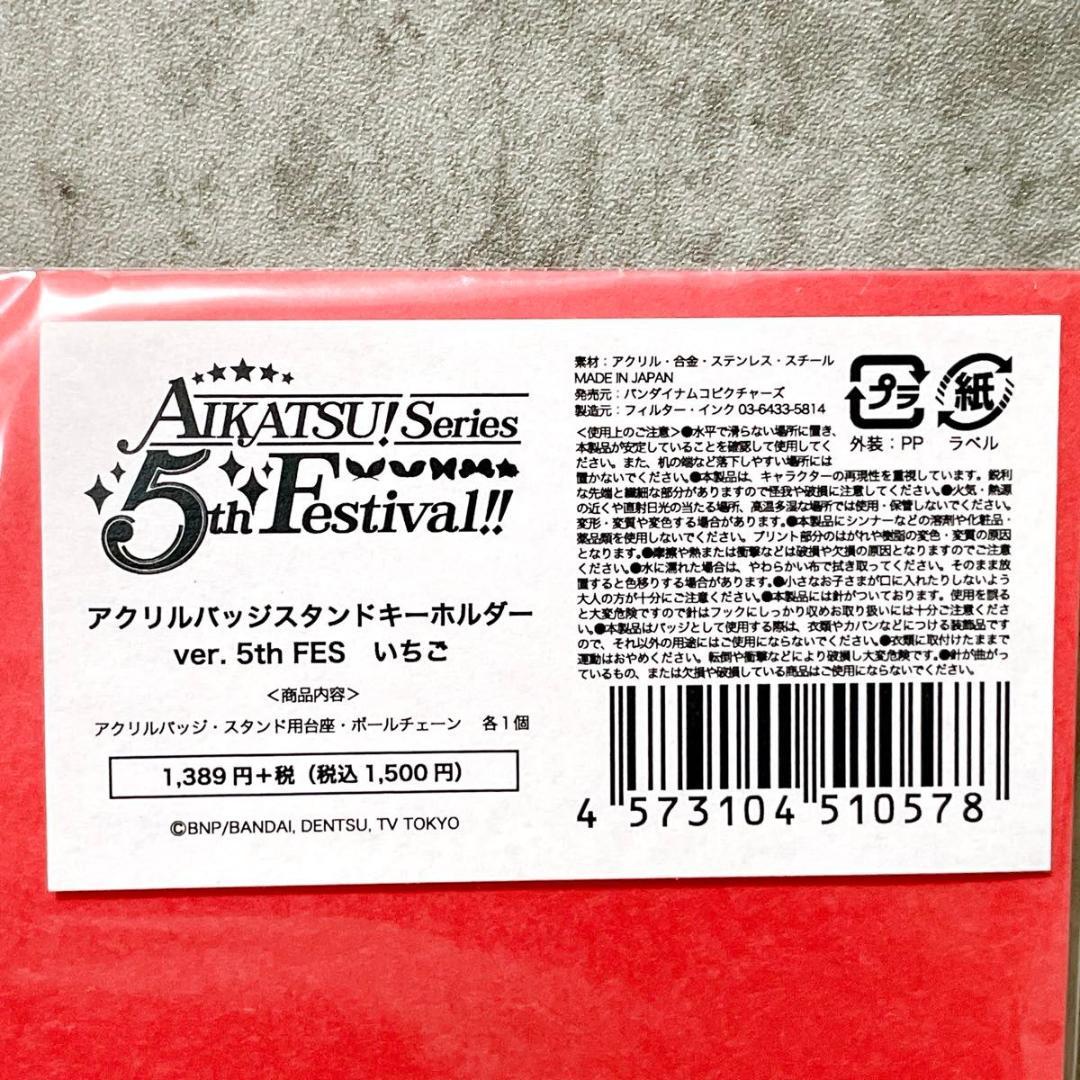 AIKATSU! Series
5th Festival!!
アクリルバッジスタンドキーホルダー
ver. 5th FES　いちご
＜商品内容＞
アクリルバッジ・スタンド用台座・ボールチェーン　各1個
1,389円+税（税込1,500円）
©BNP/BANDAI, DENTSU, TV TOKYO
素材：アクリル・合金・ステンレス・スチール
MADE IN JAPAN
発売元：バンダイナムコピクチャーズ
製造元：フィルター・インク 03-6433-5814
プラ
外装：PP
紙
ラベル
＜使用上のご注意＞●水平で滑らない場所に置き、
本製品が安定していることを確認して使用してく
ださい。また、机の端など落下しやすい場所には
置かないでください。●本製品は、キャラクターの再現性を重視しています。鋭利
な先端と繊細な部分がありますので怪我や破損に注意してください。●火気・熱源
の近くや直射日光の当たる場所、高温多湿な場所では使用・保管しないでください。
変形・変質や変色する場合があります。●本製品にシンナーなどの溶剤や化粧品・
薬品類を使用しないでください。プリント部分のはがれや樹脂の変色・変質の原因
となります。●摩擦や熱または衝撃などは破損や欠損の原因となりますのでご注意
ください。●水に濡れた場合は、やわらかい布で拭き取ってください。そのまま放
置すると色移りする場合があります。●小さなお子さまが口に入れたりしないよう
大人の方が十分にご注意ください。●本製品には針がついております。使用を誤る
と大変危険ですので針はフックにしっかり収めお取り扱いには十分ご注意くださ
い。●本製品はバッジとして使用する際は、衣類やカバンなどにつける装飾品です
ので、それ以外の用途にはご使用にならないでください。●衣類に取付けたままで
運動はおやめください。転倒や衝撃などにより破損し大変危険です。●針が曲がっ
ているもの、または欠損や破損している商品はご使用にならないでください。
4 573104 510578